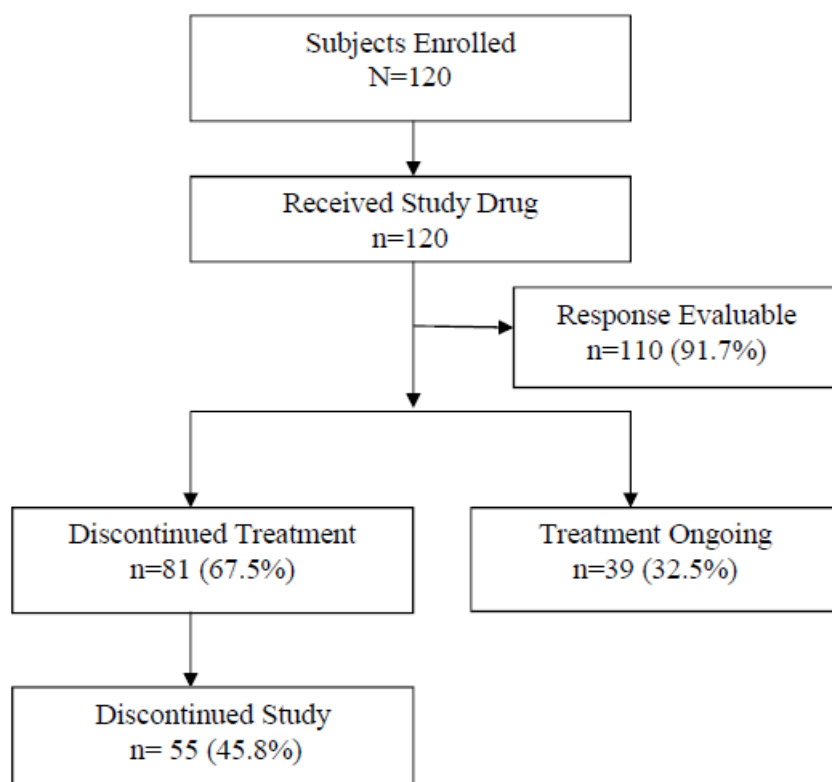 Subjects Enrolled
N=120
Received Study Drug
n=120
Response Evaluable
n=110 (91.7%)
Discontinued Treatment
n=81 (67.5%)
Treatment Ongoing
n=39 (32.5%)
Discontinued Study
n= 55 (45.8%)